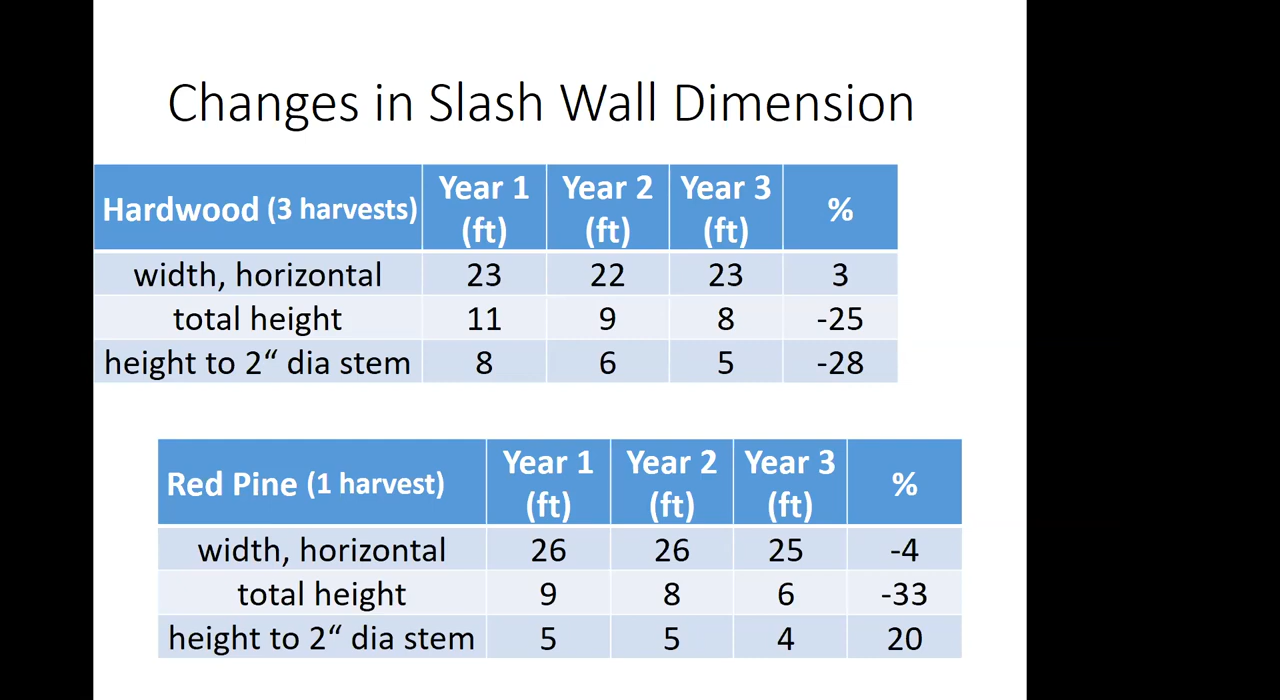 Changes in Slash Wall Dimension
Hardwood (3 harvests) Year 1 (ft) Year 2 (ft) Year 3 (ft) %
width, horizontal 23 22 23 3
total height 11 9 8 -25
height to 2“ dia stem 8 6 5 -28
Red Pine (1 harvest) Year 1 (ft) Year 2 (ft) Year 3 (ft) %
width, horizontal 26 26 25 -4
total height 9 8 6 -33
height to 2“ dia stem 5 5 4 20